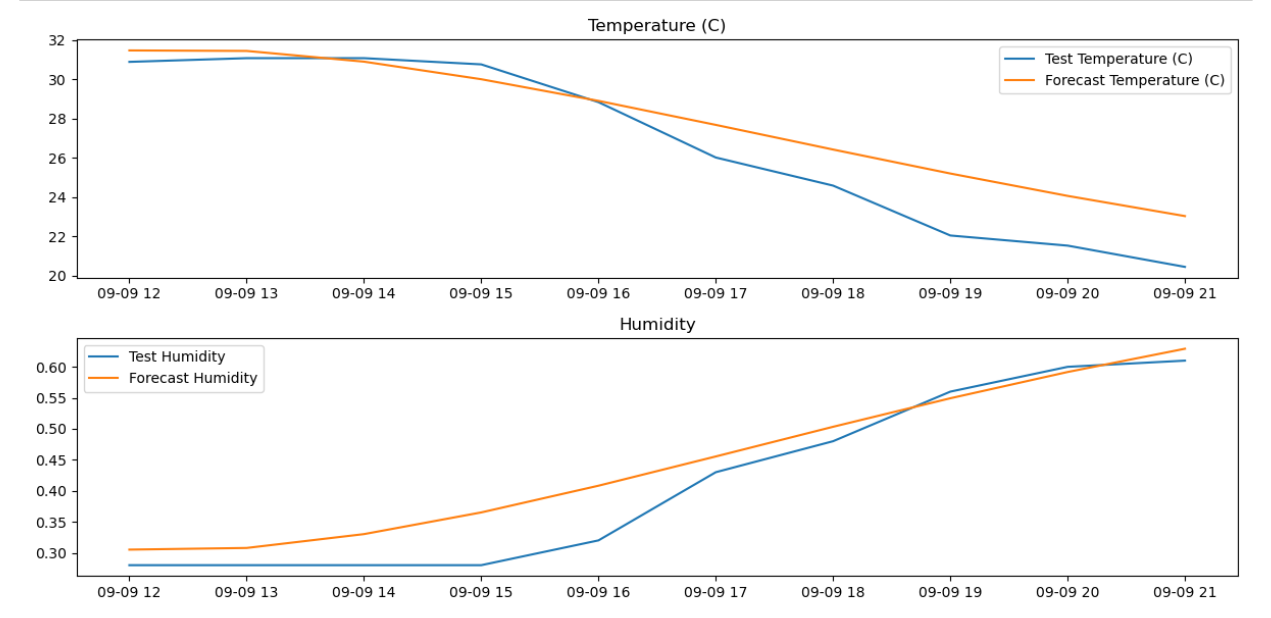 Temperature (C)
32
30
28
26
24
22
20
Test Temperature (C)
Forecast Temperature (C)
09-09 12 09-09 13 09-09 14 09-09 15 09-09 16 09-09 17 09-09 18 09-09 19 09-09 20 09-09 21
Humidity
Test Humidity
Forecast Humidity
0.60
0.55
0.50
0.45
0.40
0.35
0.30
09-09 12 09-09 13 09-09 14 09-09 15 09-09 16 09-09 17 09-09 18 09-09 19 09-09 20 09-09 21